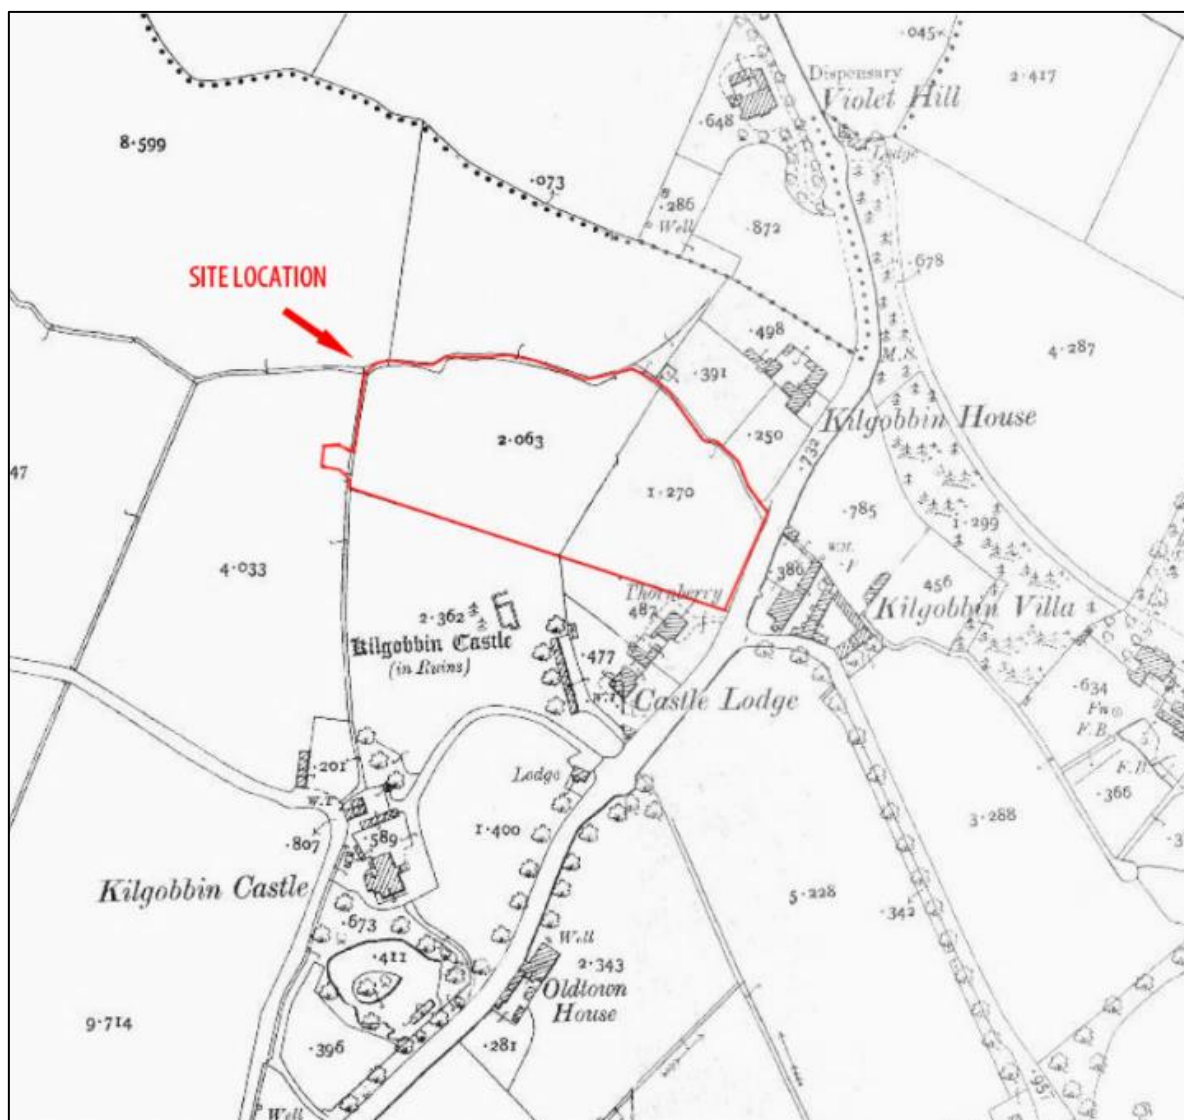 ·045
Dispensary
Violet Hill
2·417
·648
8·599
·073
·286
Well
·872
Lodge
·678
SITE LOCATION
·498
M.S.
4·287
·391
Kilgobbin House
2·063
·250
·732
47
1·270
·785
1·299
W.H.
4·033
·386
456
Thornberry
487
Kilgobbin Villa
2·362
Kilgobbin Castle
(in Ruins)
·477
W.T
Castle Lodge
·634
F.B.
·201
Lodge
F.B.
W.T
·366
·807
·589
1·400
3·288
Kilgobbin Castle
5·228
·342
·673
Well
·411
2·343
Oldtown
House
9·714
·396
·281
·951
Well